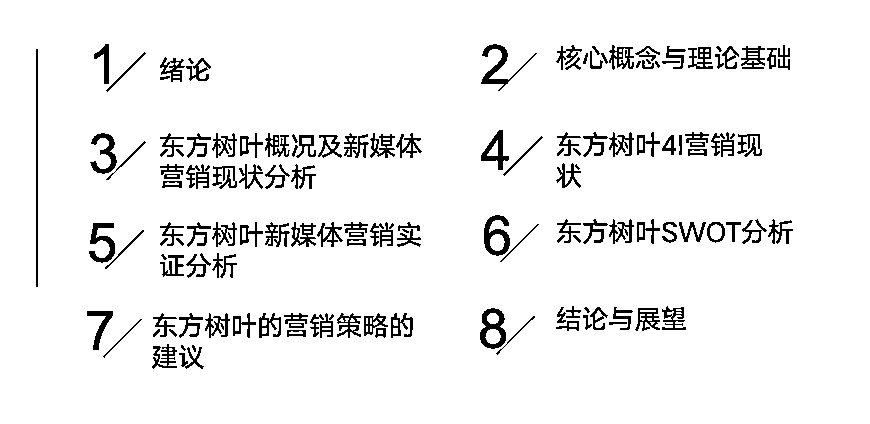 1 绪论
2 核心概念与理论基础
3 东方树叶概况及新媒体
营销现状分析
4 东方树叶4I营销现
状
5 东方树叶新媒体营销实
证分析
6 东方树叶SWOT分析
7 东方树叶的营销策略的
建议
8 结论与展望